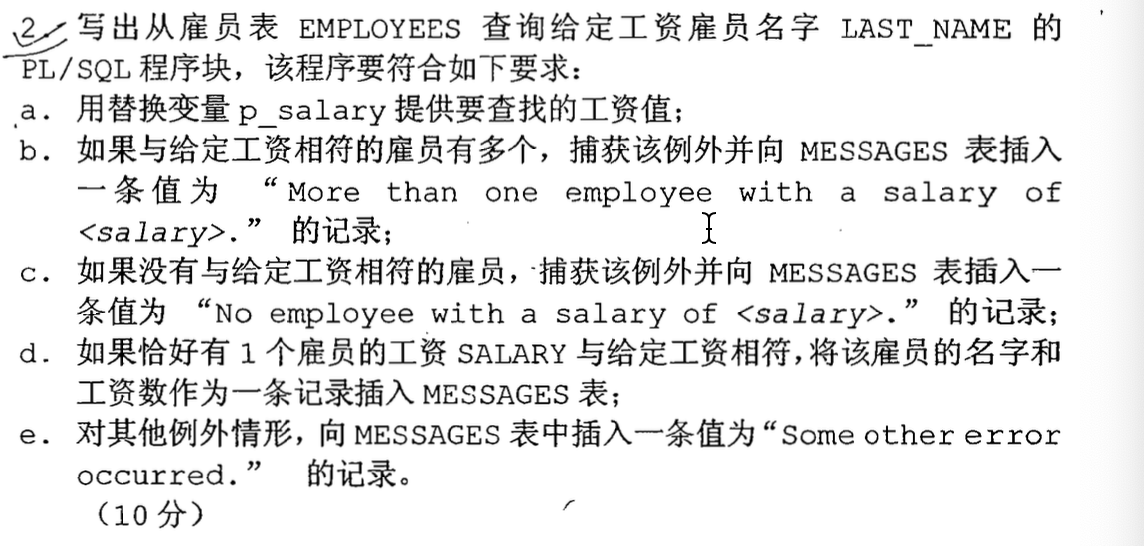 2. 写出从雇员表 EMPLOYEES 查询给定工资雇员名字 LAST_NAME 的
PL/SQL 程序块，该程序要符合如下要求：
a. 用替换变量 p_salary 提供要查找的工资值；
b. 如果与给定工资相符的雇员有多个，捕获该例外并向 MESSAGES 表插入
一条值为 “More than one employee with a salary of
<salary>.” 的记录；
c. 如果没有与给定工资相符的雇员，捕获该例外并向 MESSAGES 表插入一
条值为 “No employee with a salary of <salary>.” 的记录；
d. 如果恰好有 1 个雇员的工资 SALARY 与给定工资相符，将该雇员的名字和
工资数作为一条记录插入 MESSAGES 表；
e. 对其他例外情形，向 MESSAGES 表中插入一条值为“Some other error
occurred.” 的记录。
（10 分）